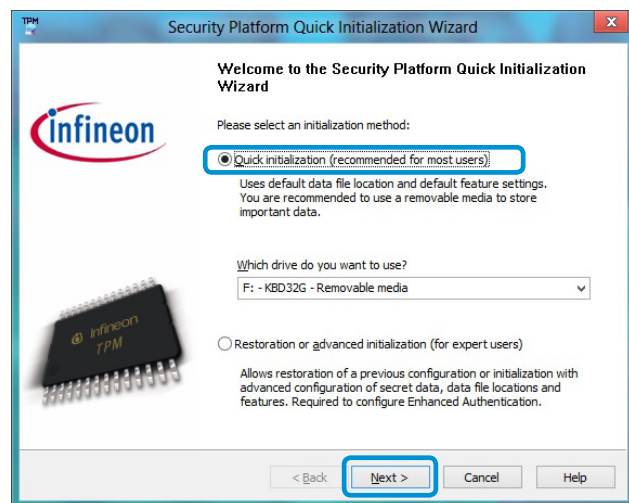 TPM
Security Platform Quick Initialization Wizard
x
Welcome to the Security Platform Quick Initialization
Wizard
infineon
Please select an initialization method:
Quick initialization (recommended for most users)
Uses default data file location and default feature settings.
You are recommended to use a removable media to store
important data.
Which drive do you want to use?
F: - KBD32G - Removable media
Infineon
TPM
Restoration or advanced initialization (for expert users)
Allows restoration of a previous configuration or initialization with
advanced configuration of secret data, data file locations and
features. Required to configure Enhanced Authentication.
< Back
Next >
Cancel
Help